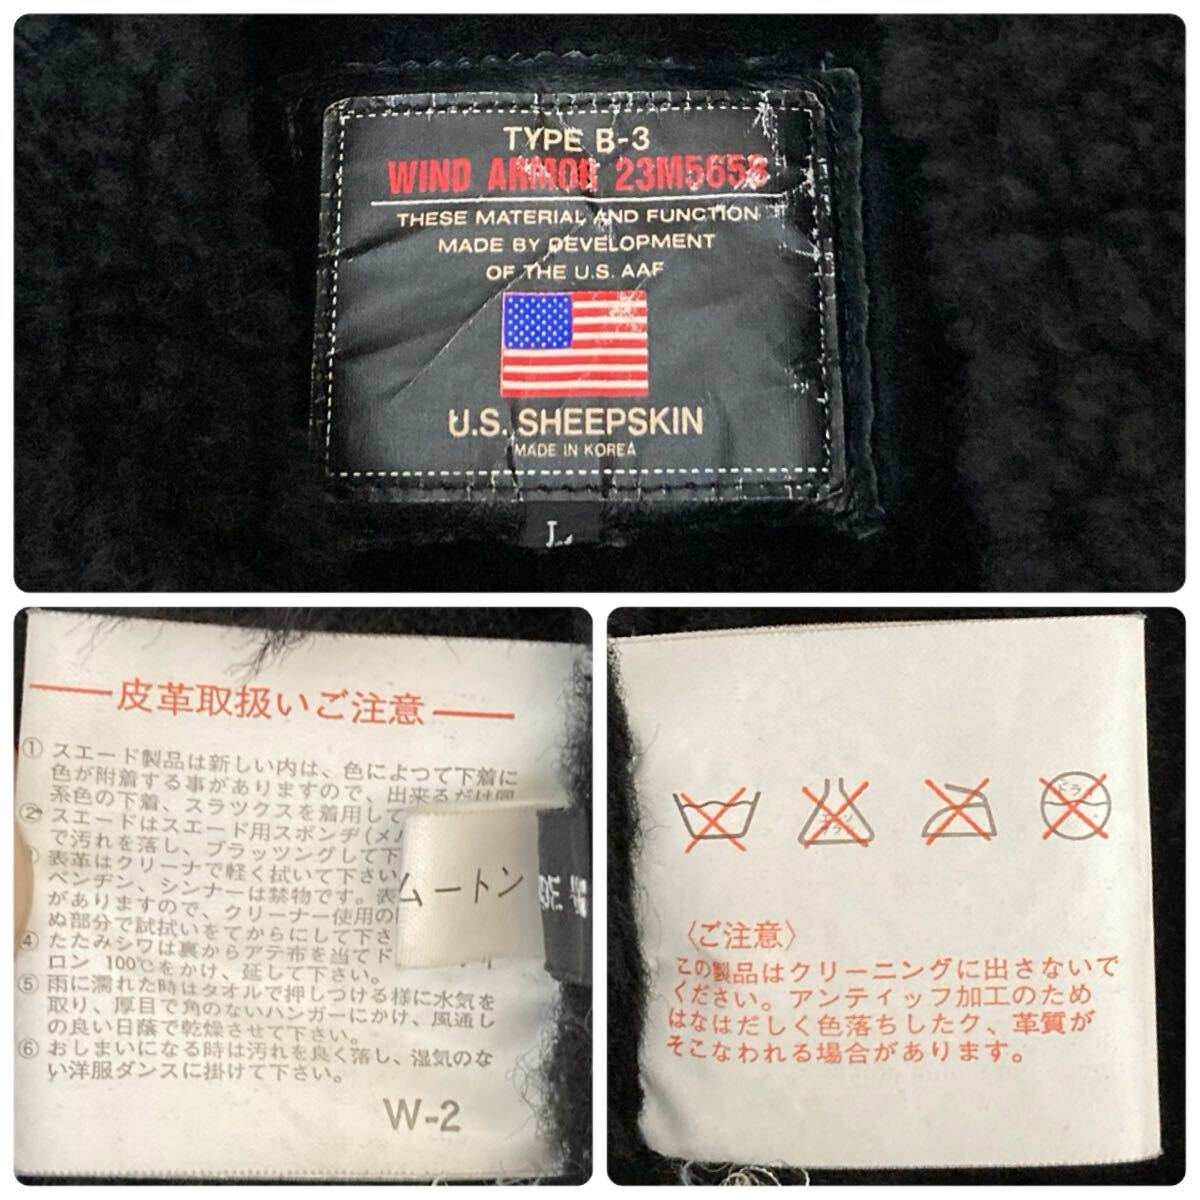 TYPE B-3
WIND ARMOR 23M5658
THESE MATERIAL AND FUNCTION
MADE BY DEVELOPMENT
OF THE U.S. AAF
U.S. SHEEPSKIN
MADE IN KOREA
L
皮革取扱いご注意
① スエード製品は新しい内は、色によつて下着に
色が附着する事がありますので、出来るだけ同
系色の下着、スラックスを着用して
② スエードはスエード用スポンヂ(メル
で汚れを落し、ブラッツングして下
表革はクリーナで軽く拭いて下さい
ベンヂン、シンナーは禁物です。表
がありますので、クリーナー使用の
ぬ部分で試拭いをてからにして下さ
④ たたみシワは裏からアテ布を当てド
ロン 100℃をかけ、延して下さい。
⑤ 雨に濡れた時はタオルで押しつける様に水気を
取り、厚目で角のないハンガーにかけ、風通し
の良い日蔭で乾燥させて下さい。
⑥ おしまいになる時は汚れを良く落し、湿気のな
い洋服ダンスに掛けて下さい。
W-2
ムートン
エンソ
サラシ
ドライ
〈ご注意〉
この製品はクリーニングに出さないで
ください。アンティッフ加工のため
はなはだしく色落ちしたク、革質が
そこなわれる場合があります。